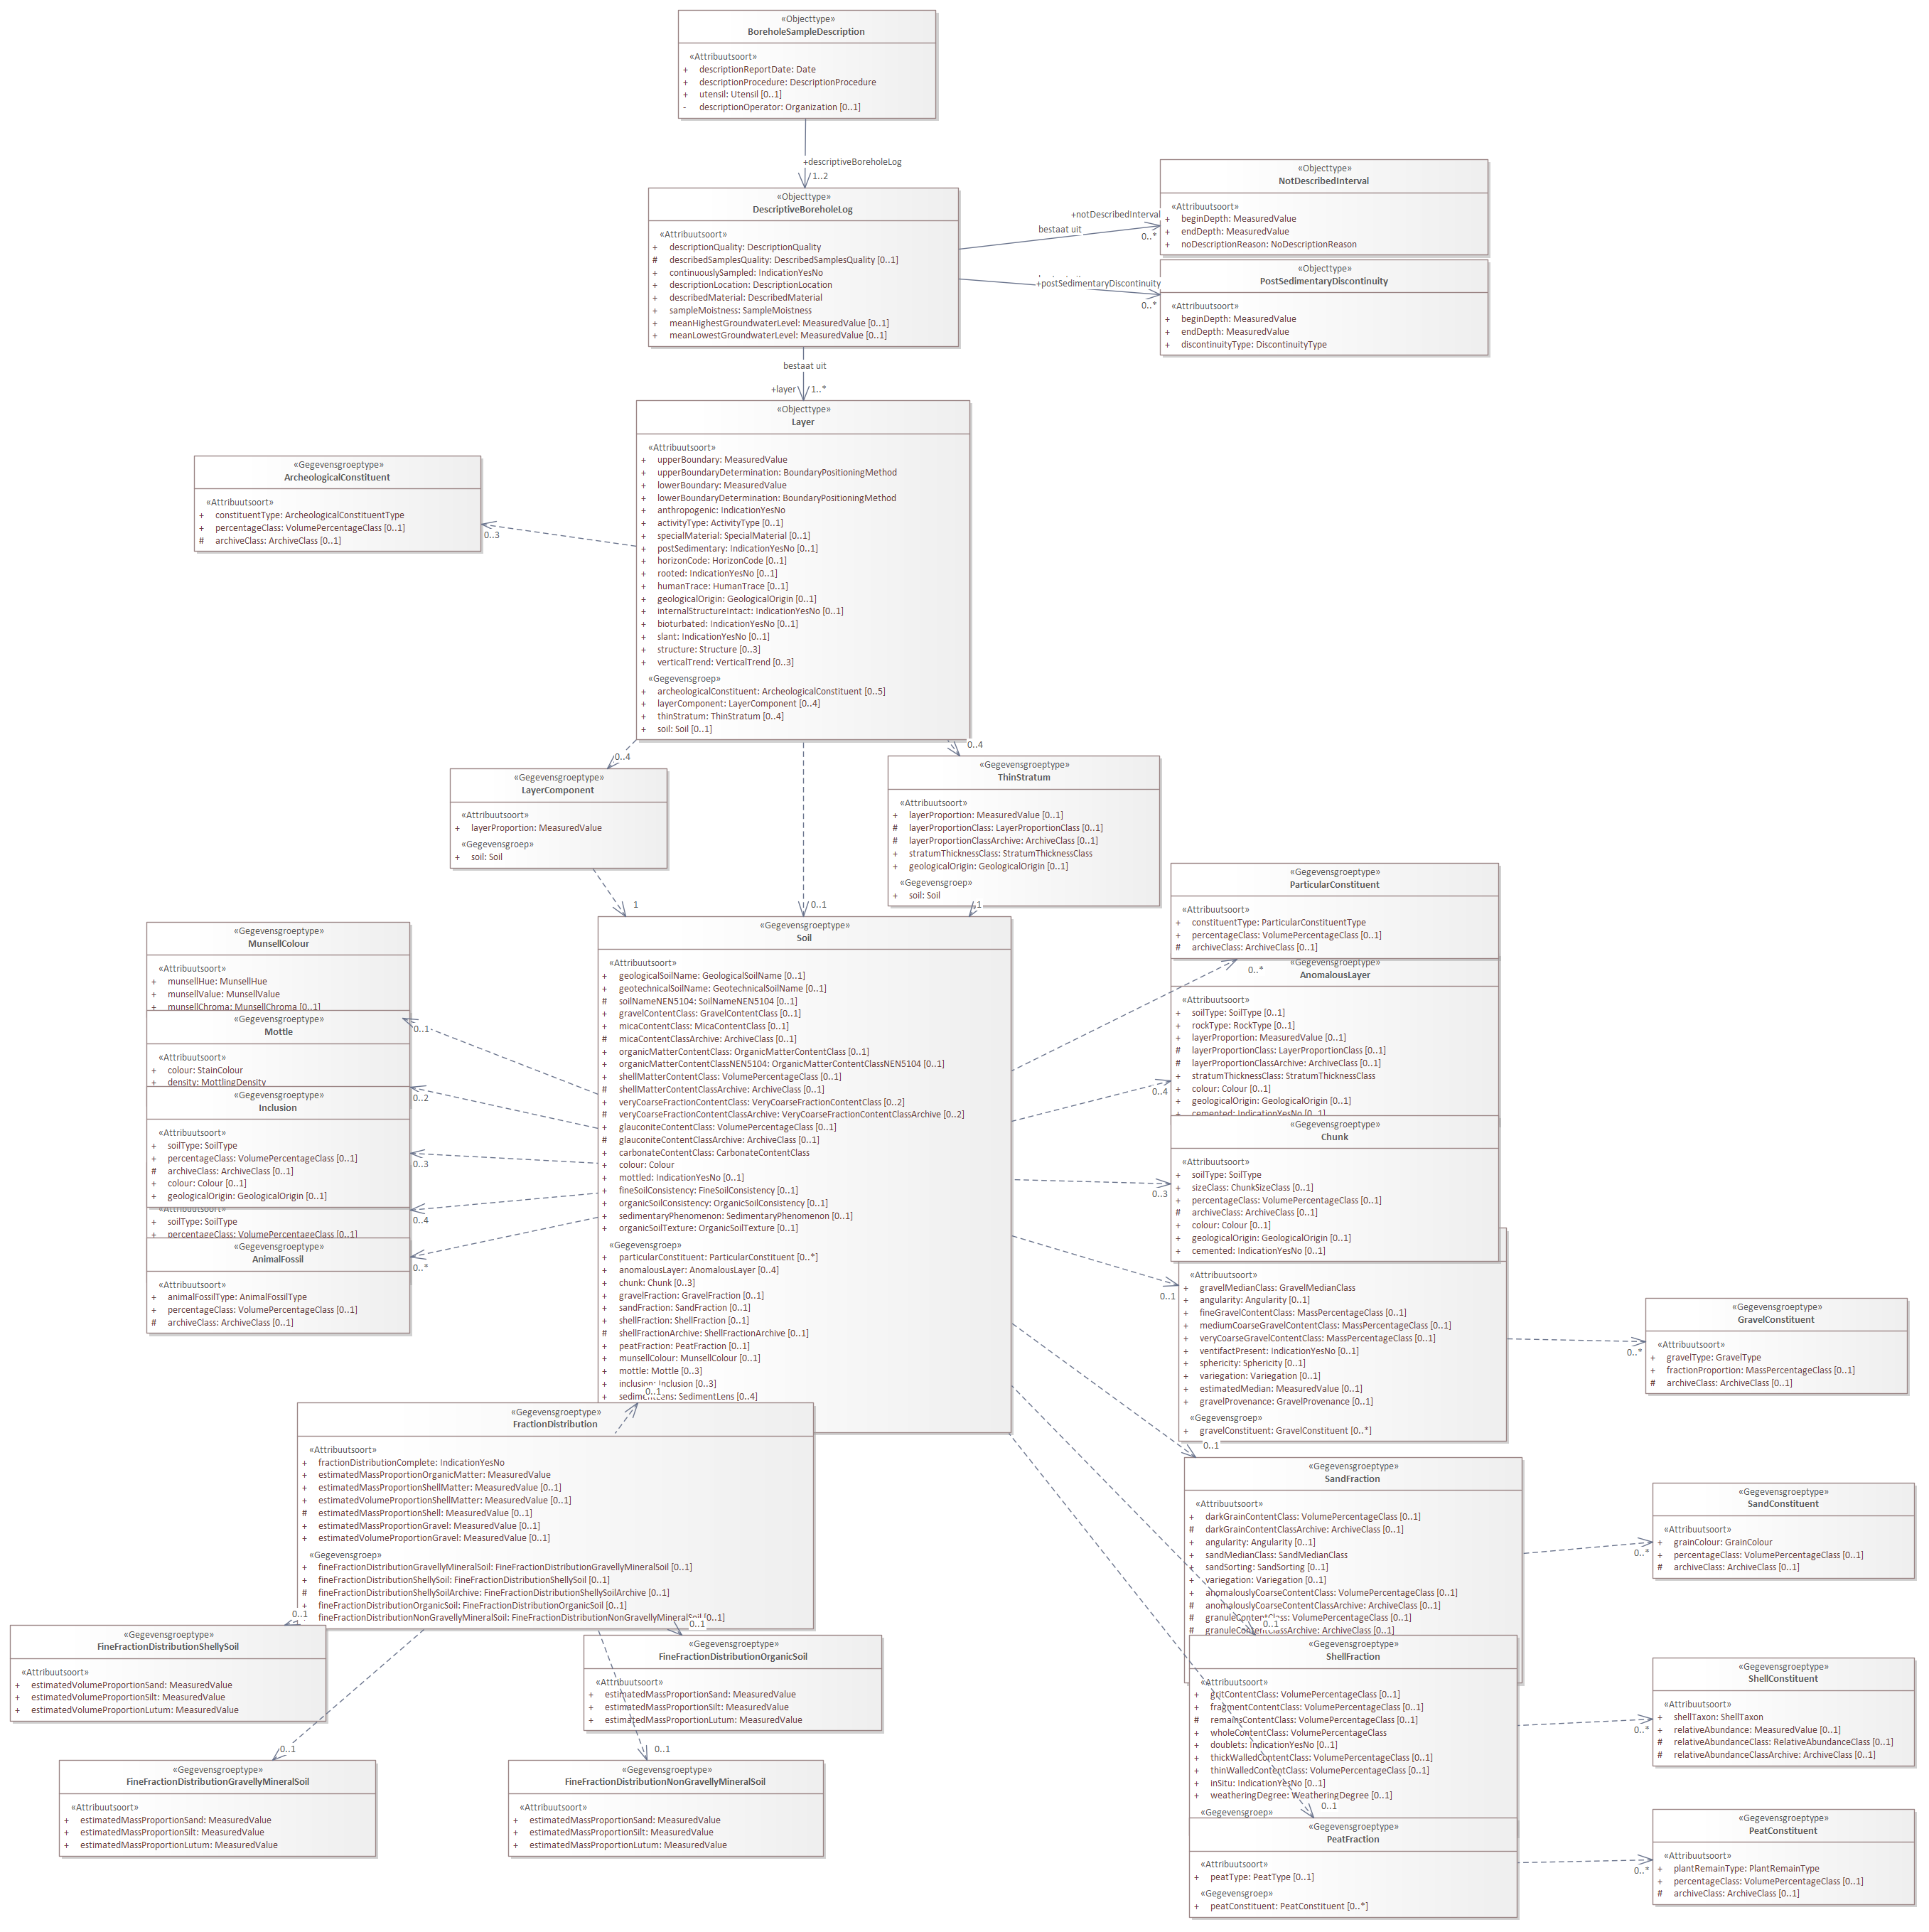 «Objecttype»
BoreholeSampleDescription
«Attribuutsoort»
+ descriptionReportDate: Date
+ descriptionProcedure: DescriptionProcedure
+ utensil: Utensil [0..1]
- descriptionOperator: Organization [0..1]
+descriptiveBoreholeLog
1..2
«Objecttype»
DescriptiveBoreholeLog
«Attribuutsoort»
+ descriptionQuality: DescriptionQuality
# describedSamplesQuality: DescribedSamplesQuality [0..1]
+ continuouslySampled: IndicationYesNo
+ descriptionLocation: DescriptionLocation
+ describedMaterial: DescribedMaterial
+ sampleMoistness: SampleMoistness
+ meanHighestGroundwaterLevel: MeasuredValue [0..1]
+ meanLowestGroundwaterLevel: MeasuredValue [0..1]
+notDescribedInterval
bestaat uit
0..*
«Objecttype»
NotDescribedInterval
«Attribuutsoort»
+ beginDepth: MeasuredValue
+ endDepth: MeasuredValue
+ noDescriptionReason: NoDescriptionReason
+postSedimentaryDiscontinuity
0..*
«Objecttype»
PostSedimentaryDiscontinuity
«Attribuutsoort»
+ beginDepth: MeasuredValue
+ endDepth: MeasuredValue
+ discontinuityType: DiscontinuityType
bestaat uit
+layer 1..*
«Objecttype»
Layer
«Attribuutsoort»
+ upperBoundary: MeasuredValue
+ upperBoundaryDetermination: BoundaryPositioningMethod
+ lowerBoundary: MeasuredValue
+ lowerBoundaryDetermination: BoundaryPositioningMethod
+ anthropogenic: IndicationYesNo
+ activityType: ActivityType [0..1]
+ specialMaterial: SpecialMaterial [0..1]
+ postSedimentary: IndicationYesNo [0..1]
+ horizonCode: HorizonCode [0..1]
+ rooted: IndicationYesNo [0..1]
+ humanTrace: HumanTrace [0..1]
+ geologicalOrigin: GeologicalOrigin [0..1]
+ internalStructureIntact: IndicationYesNo [0..1]
+ bioturbated: IndicationYesNo [0..1]
+ slant: IndicationYesNo [0..1]
+ structure: Structure [0..3]
+ verticalTrend: VerticalTrend [0..3]
«Gegevensgroep»
+ archeologicalConstituent: ArcheologicalConstituent [0..5]
+ layerComponent: LayerComponent [0..4]
+ thinStratum: ThinStratum [0..4]
+ soil: Soil [0..1]
«Gegevensgroeptype»
ArcheologicalConstituent
«Attribuutsoort»
+ constituentType: ArcheologicalConstituentType
+ percentageClass: VolumePercentageClass [0..1]
# archiveClass: ArchiveClass [0..1]
0..3
0..4
«Gegevensgroeptype»
LayerComponent
«Attribuutsoort»
+ layerProportion: MeasuredValue
«Gegevensgroep»
+ soil: Soil
1
0..1
0..4
«Gegevensgroeptype»
ThinStratum
«Attribuutsoort»
+ layerProportion: MeasuredValue [0..1]
# layerProportionClass: LayerProportionClass [0..1]
# layerProportionClassArchive: ArchiveClass [0..1]
+ stratumThicknessClass: StratumThicknessClass
+ geologicalOrigin: GeologicalOrigin [0..1]
«Gegevensgroep»
+ soil: Soil
1
«Gegevensgroeptype»
Soil
«Attribuutsoort»
+ geologicalSoilName: GeologicalSoilName [0..1]
+ geotechnicalSoilName: GeotechnicalSoilName [0..1]
# soilNameNEN5104: SoilNameNEN5104 [0..1]
+ gravelContentClass: GravelContentClass [0..1]
+ micaContentClass: MicaContentClass [0..1]
# micaContentClassArchive: ArchiveClass [0..1]
+ organicMatterContentClass: OrganicMatterContentClass [0..1]
+ organicMatterContentClassNEN5104: OrganicMatterContentClassNEN5104 [0..1]
+ shellMatterContentClass: VolumePercentageClass [0..1]
# shellMatterContentClassArchive: ArchiveClass [0..1]
+ veryCoarseFractionContentClass: VeryCoarseFractionContentClass [0..2]
# veryCoarseFractionContentClassArchive: VeryCoarseFractionContentClassArchive [0..2]
+ glauconiteContentClass: VolumePercentageClass [0..1]
# glauconiteContentClassArchive: ArchiveClass [0..1]
+ carbonateContentClass: CarbonateContentClass
+ colour: Colour
+ mottled: IndicationYesNo [0..1]
+ fineSoilConsistency: FineSoilConsistency [0..1]
+ organicSoilConsistency: OrganicSoilConsistency [0..1]
+ sedimentaryPhenomenon: SedimentaryPhenomenon [0..1]
+ organicSoilTexture: OrganicSoilTexture [0..1]
«Gegevensgroep»
+ particularConstituent: ParticularConstituent [0..*]
+ anomalousLayer: AnomalousLayer [0..4]
+ chunk: Chunk [0..3]
+ gravelFraction: GravelFraction [0..1]
+ sandFraction: SandFraction [0..1]
+ shellFraction: ShellFraction [0..1]
# shellFractionArchive: ShellFractionArchive [0..1]
+ peatFraction: PeatFraction [0..1]
+ munsellColour: MunsellColour [0..1]
+ mottle: Mottle [0..3]
+ inclusion: Inclusion [0..3]
+ sedimentLens: SedimentLens [0..4]
«Gegevensgroeptype»
MunsellColour
«Attribuutsoort»
+ munsellHue: MunsellHue
+ munsellValue: MunsellValue
+ munsellChroma: MunsellChroma [0..1]
0..1
«Gegevensgroeptype»
Mottle
«Attribuutsoort»
+ colour: StainColour
+ density: MottlingDensity
0..2
«Gegevensgroeptype»
Inclusion
«Attribuutsoort»
+ soilType: SoilType
+ percentageClass: VolumePercentageClass [0..1]
# archiveClass: ArchiveClass [0..1]
+ colour: Colour [0..1]
+ geologicalOrigin: GeologicalOrigin [0..1]
0..3
«Attribuutsoort»
+ soilType: SoilType
+ percentageClass: VolumePercentageClass [0..1]
0..4
«Gegevensgroeptype»
AnimalFossil
«Attribuutsoort»
+ animalFossilType: AnimalFossilType
+ percentageClass: VolumePercentageClass [0..1]
# archiveClass: ArchiveClass [0..1]
0..*
«Gegevensgroeptype»
ParticularConstituent
«Attribuutsoort»
+ constituentType: ParticularConstituentType
+ percentageClass: VolumePercentageClass [0..1]
# archiveClass: ArchiveClass [0..1]
0..*
«Gegevensgroeptype»
AnomalousLayer
«Attribuutsoort»
+ soilType: SoilType [0..1]
+ rockType: RockType [0..1]
+ layerProportion: MeasuredValue [0..1]
# layerProportionClass: LayerProportionClass [0..1]
# layerProportionClassArchive: ArchiveClass [0..1]
+ stratumThicknessClass: StratumThicknessClass
+ colour: Colour [0..1]
+ geologicalOrigin: GeologicalOrigin [0..1]
+ cemented: IndicationYesNo [0..1]
0..4
«Gegevensgroeptype»
Chunk
«Attribuutsoort»
+ soilType: SoilType
+ sizeClass: ChunkSizeClass [0..1]
+ percentageClass: VolumePercentageClass [0..1]
# archiveClass: ArchiveClass [0..1]
+ colour: Colour [0..1]
+ geologicalOrigin: GeologicalOrigin [0..1]
+ cemented: IndicationYesNo [0..1]
0..3
«Attribuutsoort»
+ gravelMedianClass: GravelMedianClass
+ angularity: Angularity [0..1]
+ fineGravelContentClass: MassPercentageClass [0..1]
+ mediumCoarseGravelContentClass: MassPercentageClass [0..1]
+ veryCoarseGravelContentClass: MassPercentageClass [0..1]
+ ventifactPresent: IndicationYesNo [0..1]
+ sphericity: Sphericity [0..1]
+ variegation: Variegation [0..1]
+ estimatedMedian: MeasuredValue [0..1]
+ gravelProvenance: GravelProvenance [0..1]
«Gegevensgroep»
+ gravelConstituent: GravelConstituent [0..*]
0..1
«Gegevensgroeptype»
GravelConstituent
«Attribuutsoort»
+ gravelType: GravelType
+ fractionProportion: MassPercentageClass [0..1]
# archiveClass: ArchiveClass [0..1]
0..*
0..1
«Gegevensgroeptype»
SandFraction
«Attribuutsoort»
+ darkGrainContentClass: VolumePercentageClass [0..1]
# darkGrainContentClassArchive: ArchiveClass [0..1]
+ angularity: Angularity [0..1]
+ sandMedianClass: SandMedianClass
+ sandSorting: SandSorting [0..1]
+ variegation: Variegation [0..1]
+ anomalouslyCoarseContentClass: VolumePercentageClass [0..1]
# anomalouslyCoarseContentClassArchive: ArchiveClass [0..1]
# granuleContentClass: VolumePercentageClass [0..1]
# granuleContentClassArchive: ArchiveClass [0..1]
«Gegevensgroeptype»
SandConstituent
«Attribuutsoort»
+ grainColour: GrainColour
+ percentageClass: VolumePercentageClass [0..1]
# archiveClass: ArchiveClass [0..1]
0..*
0..1
«Gegevensgroeptype»
FractionDistribution
«Attribuutsoort»
+ fractionDistributionComplete: IndicationYesNo
+ estimatedMassProportionOrganicMatter: MeasuredValue
+ estimatedMassProportionShellMatter: MeasuredValue [0..1]
+ estimatedVolumeProportionShellMatter: MeasuredValue [0..1]
# estimatedMassProportionShell: MeasuredValue [0..1]
+ estimatedMassProportionGravel: MeasuredValue [0..1]
+ estimatedVolumeProportionGravel: MeasuredValue [0..1]
«Gegevensgroep»
+ fineFractionDistributionGravellyMineralSoil: FineFractionDistributionGravellyMineralSoil [0..1]
+ fineFractionDistributionShellySoil: FineFractionDistributionShellySoil [0..1]
# fineFractionDistributionShellySoilArchive: FineFractionDistributionShellySoilArchive [0..1]
+ fineFractionDistributionOrganicSoil: FineFractionDistributionOrganicSoil [0..1]
fineFractionDistributionNonGravellyMineralSoil: FineFractionDistributionNonGravellyMineralSoil [0..1]
0..1
«Gegevensgroeptype»
FineFractionDistributionShellySoil
«Attribuutsoort»
+ estimatedVolumeProportionSand: MeasuredValue
+ estimatedVolumeProportionSilt: MeasuredValue
+ estimatedVolumeProportionLutum: MeasuredValue
0..1
«Gegevensgroeptype»
FineFractionDistributionOrganicSoil
«Attribuutsoort»
+ estimatedMassProportionSand: MeasuredValue
+ estimatedMassProportionSilt: MeasuredValue
+ estimatedMassProportionLutum: MeasuredValue
0..1
«Gegevensgroeptype»
FineFractionDistributionGravellyMineralSoil
«Attribuutsoort»
+ estimatedMassProportionSand: MeasuredValue
+ estimatedMassProportionSilt: MeasuredValue
+ estimatedMassProportionLutum: MeasuredValue
0..1
«Gegevensgroeptype»
FineFractionDistributionNonGravellyMineralSoil
«Attribuutsoort»
+ estimatedMassProportionSand: MeasuredValue
+ estimatedMassProportionSilt: MeasuredValue
+ estimatedMassProportionLutum: MeasuredValue
0..1
«Gegevensgroeptype»
ShellFraction
«Attribuutsoort»
+ gritContentClass: VolumePercentageClass [0..1]
+ fragmentContentClass: VolumePercentageClass [0..1]
# remainsContentClass: VolumePercentageClass [0..1]
+ wholeContentClass: VolumePercentageClass
+ doublets: IndicationYesNo [0..1]
+ thickWalledContentClass: VolumePercentageClass [0..1]
+ thinWalledContentClass: VolumePercentageClass [0..1]
+ inSitu: IndicationYesNo [0..1]
+ weatheringDegree: WeatheringDegree [0..1]
«Gegevensgroep»
«Gegevensgroeptype»
ShellConstituent
«Attribuutsoort»
+ shellTaxon: ShellTaxon
+ relativeAbundance: MeasuredValue [0..1]
# relativeAbundanceClass: RelativeAbundanceClass [0..1]
# relativeAbundanceClassArchive: ArchiveClass [0..1]
0..*
0..1
«Gegevensgroeptype»
PeatFraction
«Attribuutsoort»
+ peatType: PeatType [0..1]
«Gegevensgroep»
+ peatConstituent: PeatConstituent [0..*]
«Gegevensgroeptype»
PeatConstituent
«Attribuutsoort»
+ plantRemainType: PlantRemainType
+ percentageClass: VolumePercentageClass [0..1]
# archiveClass: ArchiveClass [0..1]
0..*